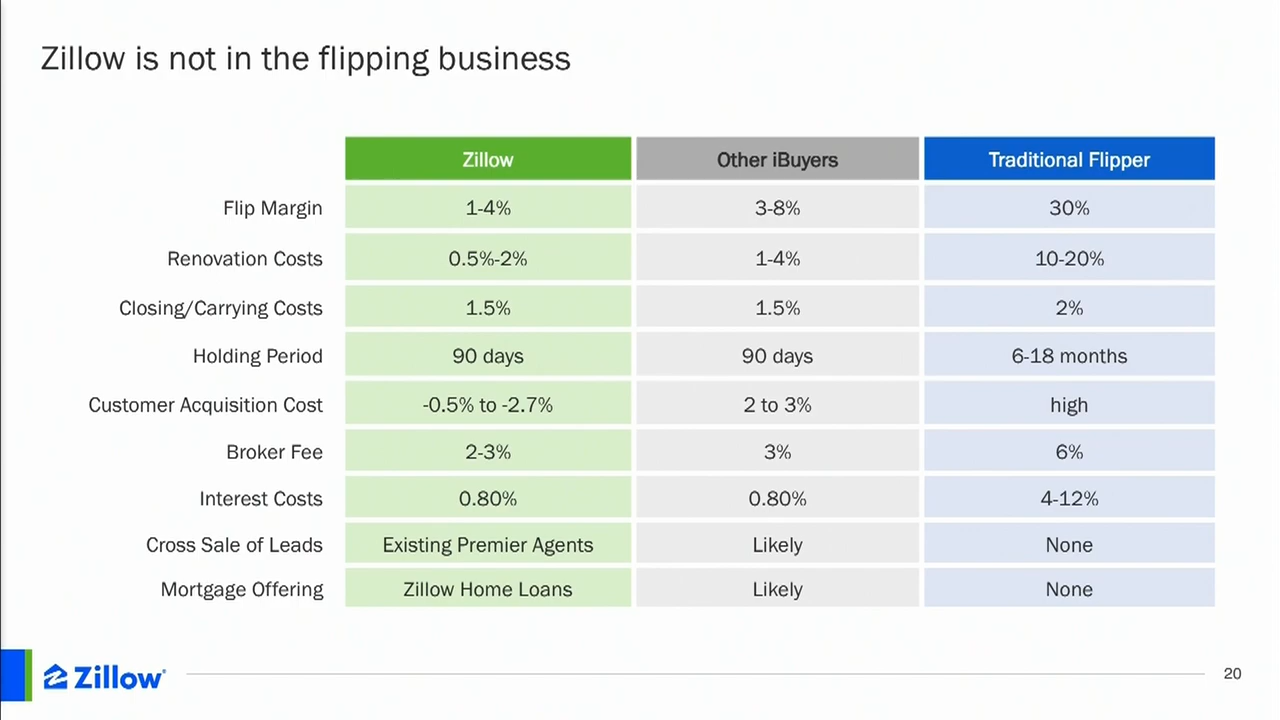 Zillow is not in the flipping business
Zillow Other iBuyers Traditional Flipper
Flip Margin 1-4% 3-8% 30%
Renovation Costs 0.5%-2% 1-4% 10-20%
Closing/Carrying Costs 1.5% 1.5% 2%
Holding Period 90 days 90 days 6-18 months
Customer Acquisition Cost -0.5% to -2.7% 2 to 3% high
Broker Fee 2-3% 3% 6%
Interest Costs 0.80% 0.80% 4-12%
Cross Sale of Leads Existing Premier Agents Likely None
Mortgage Offering Zillow Home Loans Likely None
Zillow 20